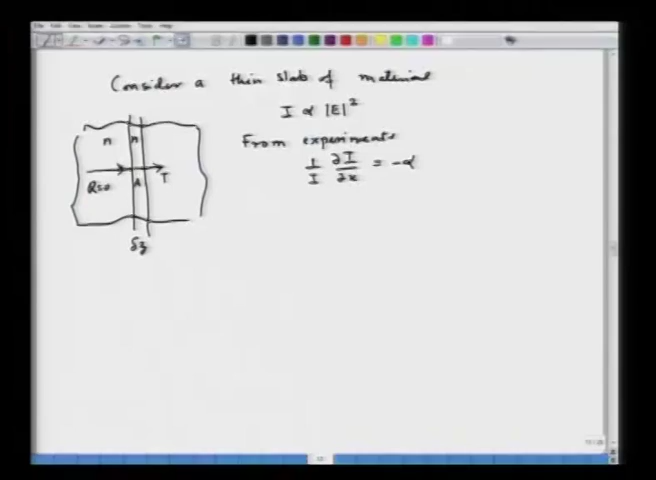 Consider a thin slab of material
I α |E|²
From experiments
1/I ∂I/∂x = -α
n n
R=0 A T
δz